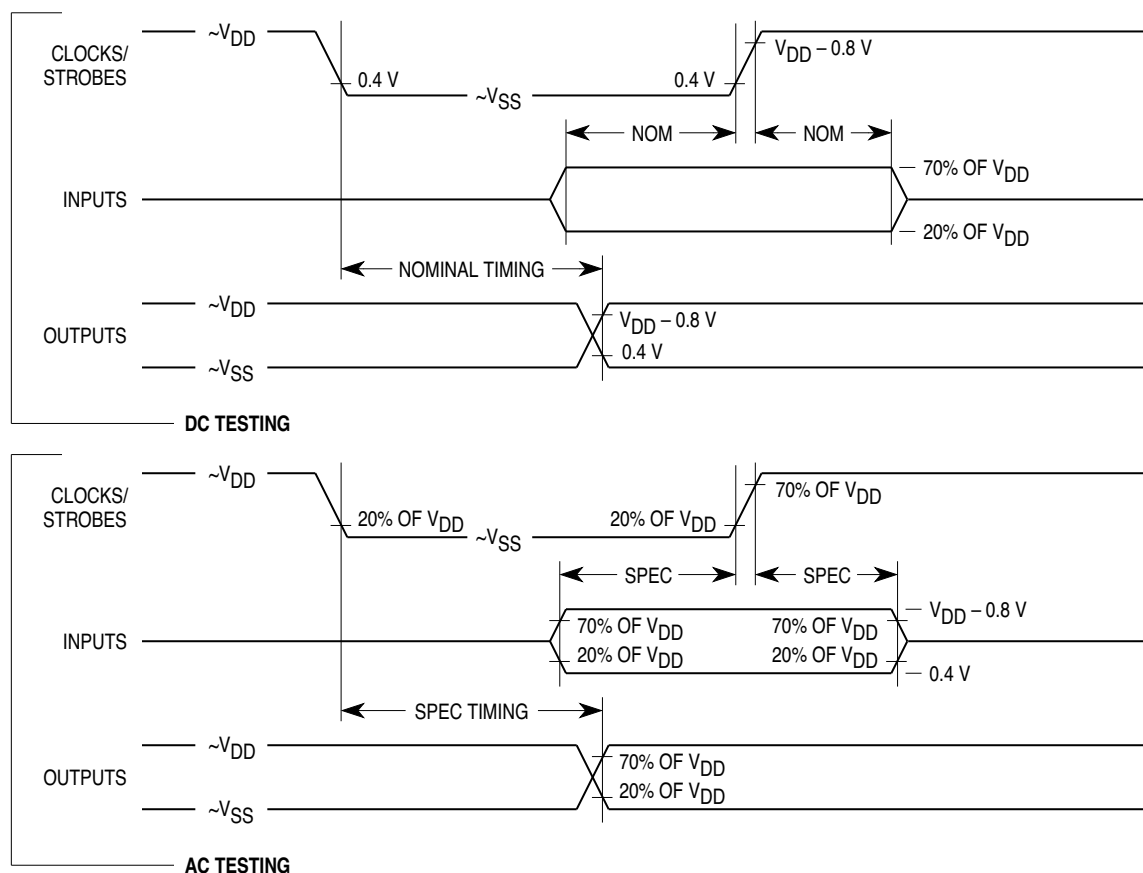 ~VDD
CLOCKS/
STROBES
VDD – 0.8 V
0.4 V
0.4 V
~VSS
NOM
NOM
70% OF VDD
INPUTS
20% OF VDD
NOMINAL TIMING
~VDD
VDD – 0.8 V
OUTPUTS
0.4 V
~VSS
DC TESTING
~VDD
CLOCKS/
STROBES
70% OF VDD
20% OF VDD
20% OF VDD
~VSS
SPEC
SPEC
VDD – 0.8 V
70% OF VDD
70% OF VDD
INPUTS
20% OF VDD
20% OF VDD
0.4 V
SPEC TIMING
~VDD
70% OF VDD
OUTPUTS
20% OF VDD
~VSS
AC TESTING